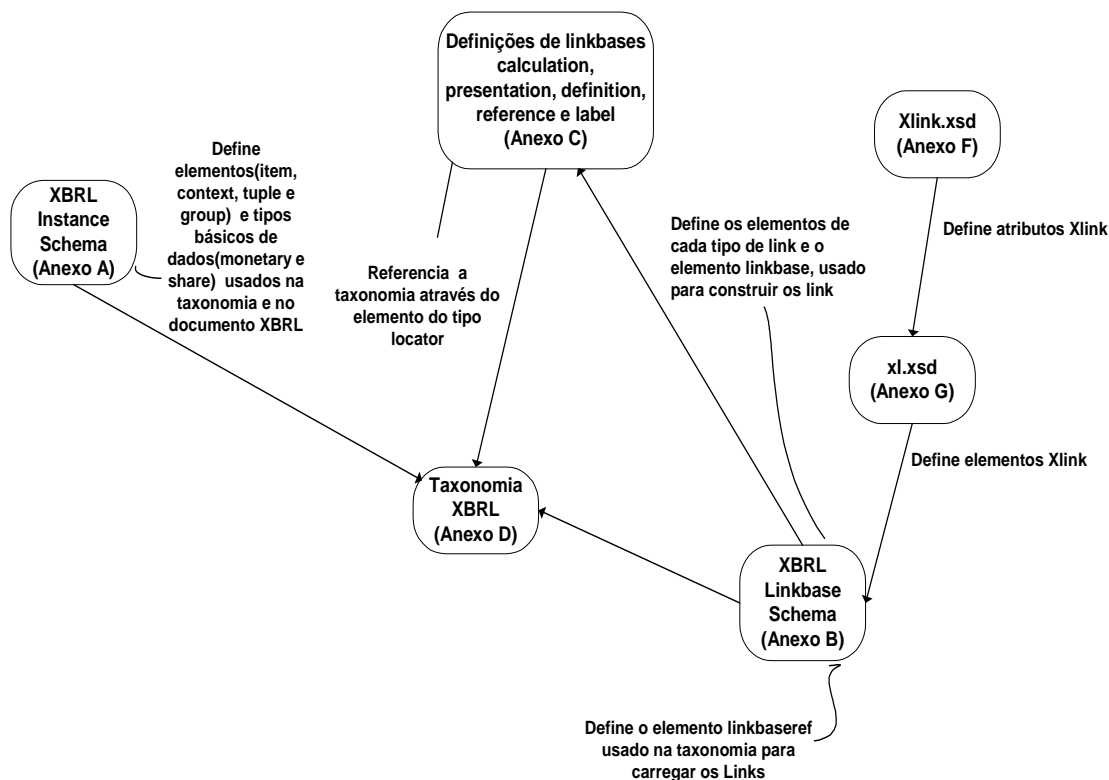 Definições de linkbases
calculation,
presentation, definition,
reference e label
(Anexo C)
Xlink.xsd
(Anexo F)
XBRL
Instance
Schema
(Anexo A)
Define
elementos(item,
context, tuple e
group) e tipos
básicos de
dados(monetary e
share) usados na
taxonomia e no
documento XBRL
Referencia a
taxonomia através do
elemento do tipo
locator
Define os elementos de
cada tipo de link e o
elemento linkbase, usado
para construir os link
Define atributos Xlink
xl.xsd
(Anexo G)
Define elementos Xlink
Taxonomia
XBRL
(Anexo D)
XBRL
Linkbase
Schema
(Anexo B)
Define o elemento linkbaseref
usado na taxonomia para
carregar os Links